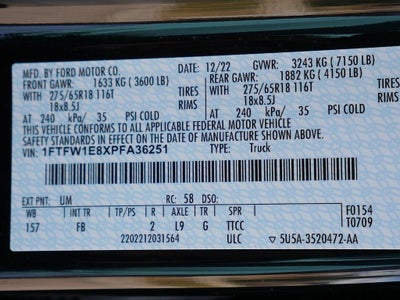 MFD. BY FORD MOTOR CO. DATE: 12/22 GVWR: 3243 KG ( 7150 LB)
FRONT GAWR: 1633 KG ( 3600 LB) REAR GAWR: 1882 KG ( 4150 LB)
WITH 275/65R18 116T TIRES WITH 275/65R18 116T TIRES
18x8.5J RIMS 18x8.5J RIMS
AT 240 kPa/ 35 PSI COLD AT 240 kPa/ 35
THIS VEHICLE CONFORMS TO ALL APPLICABLE FEDERAL MOTOR VEHICLE
SAFETY STANDARDS IN EFFECT ON THE DATE OF MANUFACTURE SHOWN ABOVE.
VIN: 1FTFW1E8XPFA36251 TYPE: Truck
EXT PNT: UM RC: 58 DSO:
WB INT TR TP/PS R AXLE TR SPR F0154
157 FB 2 L9 G TTCC T0709
2202212031564 ULC 5U5A-3520472-AA